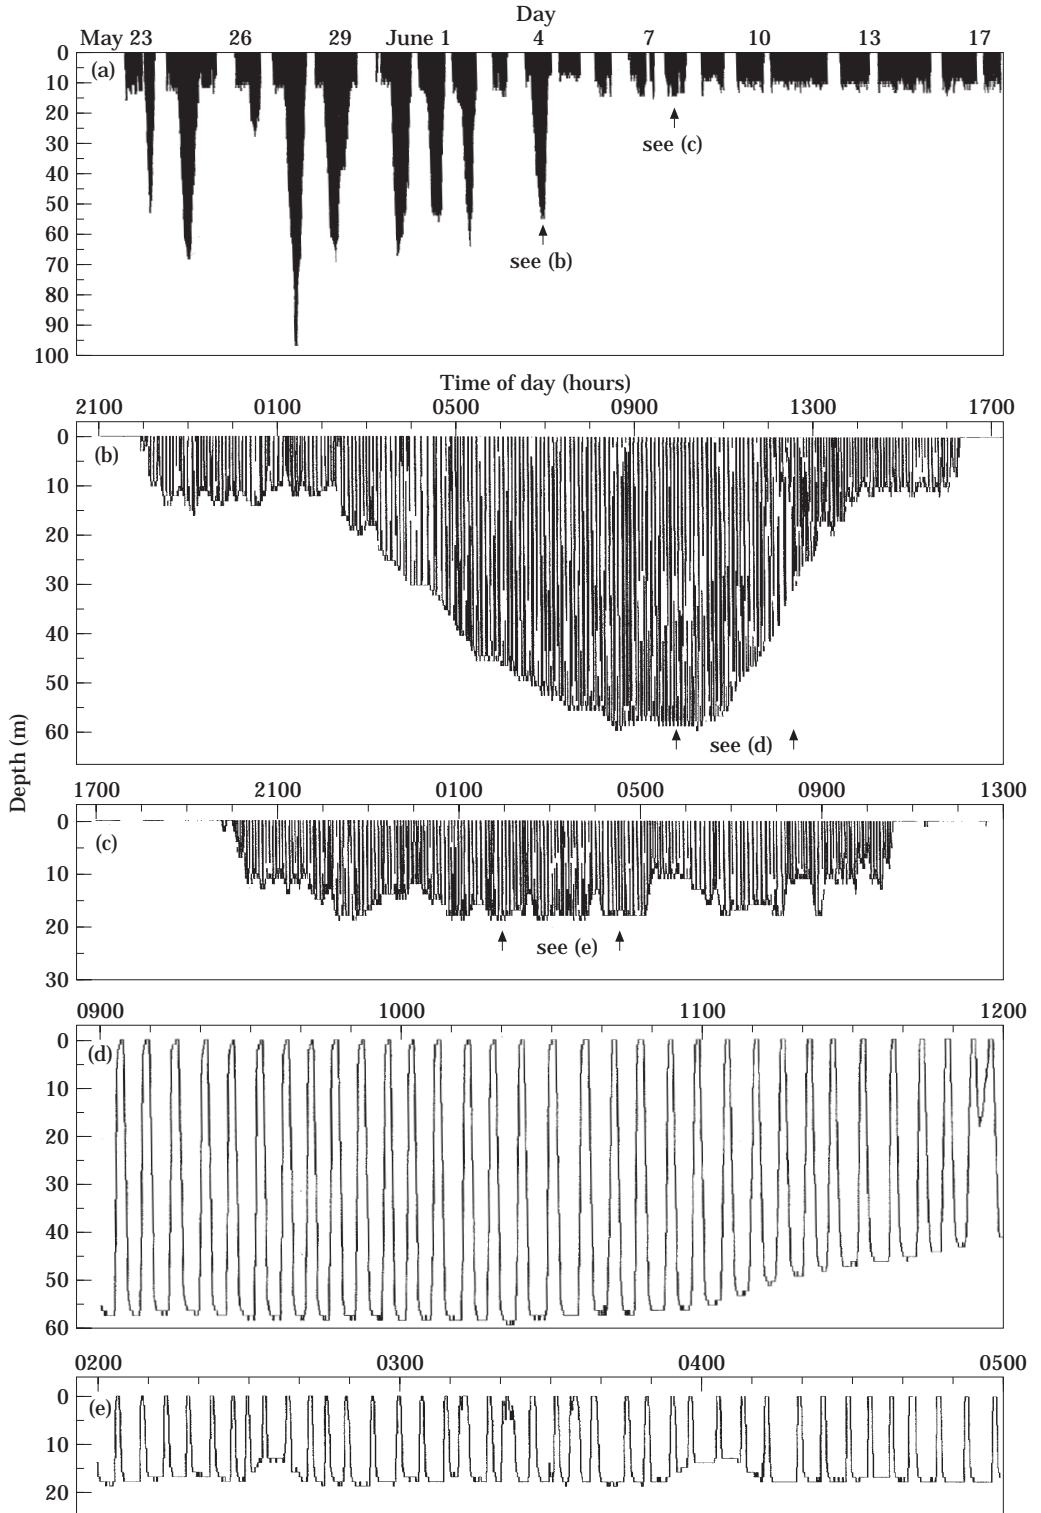 Day
May 23 26 29 June 1 4 7 10 13 17
0
(a)
10
20
30
see (c)
40
50
60
see (b)
70
80
90
100
Time of day (hours)
2100 0100 0500 0900 1300 1700
0
(b)
10
20
30
40
50
60
see (d)
Depth (m)
1700 2100 0100 0500 0900 1300
0
(c)
10
20
see (e)
30
0900 1000 1100 1200
0
(d)
10
20
30
40
50
60
0200 0300 0400 0500
0
(e)
10
20